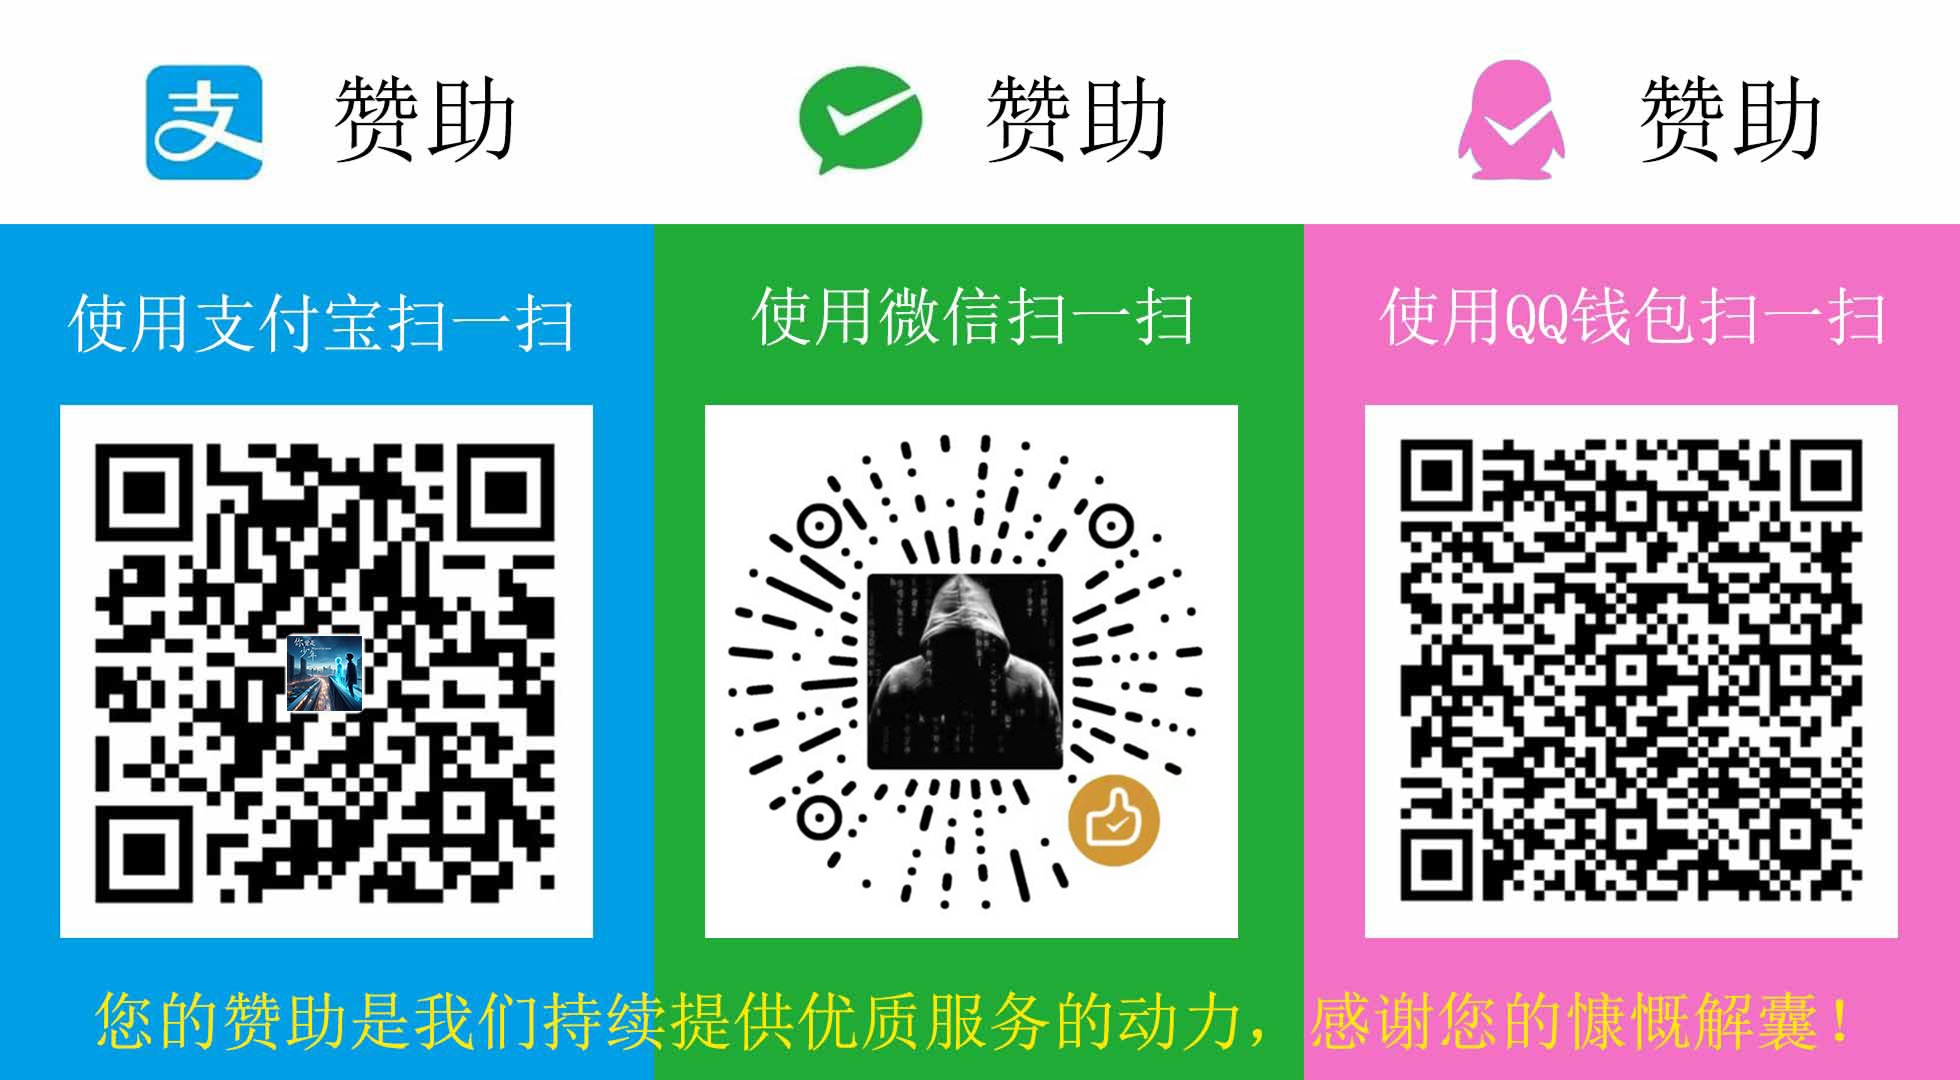 支 赞助
赞助
赞助
使用支付宝扫一扫
使用微信扫一扫
使用QQ钱包扫一扫
您的赞助是我们持续提供优质服务的动力，感谢您的慷慨解囊！